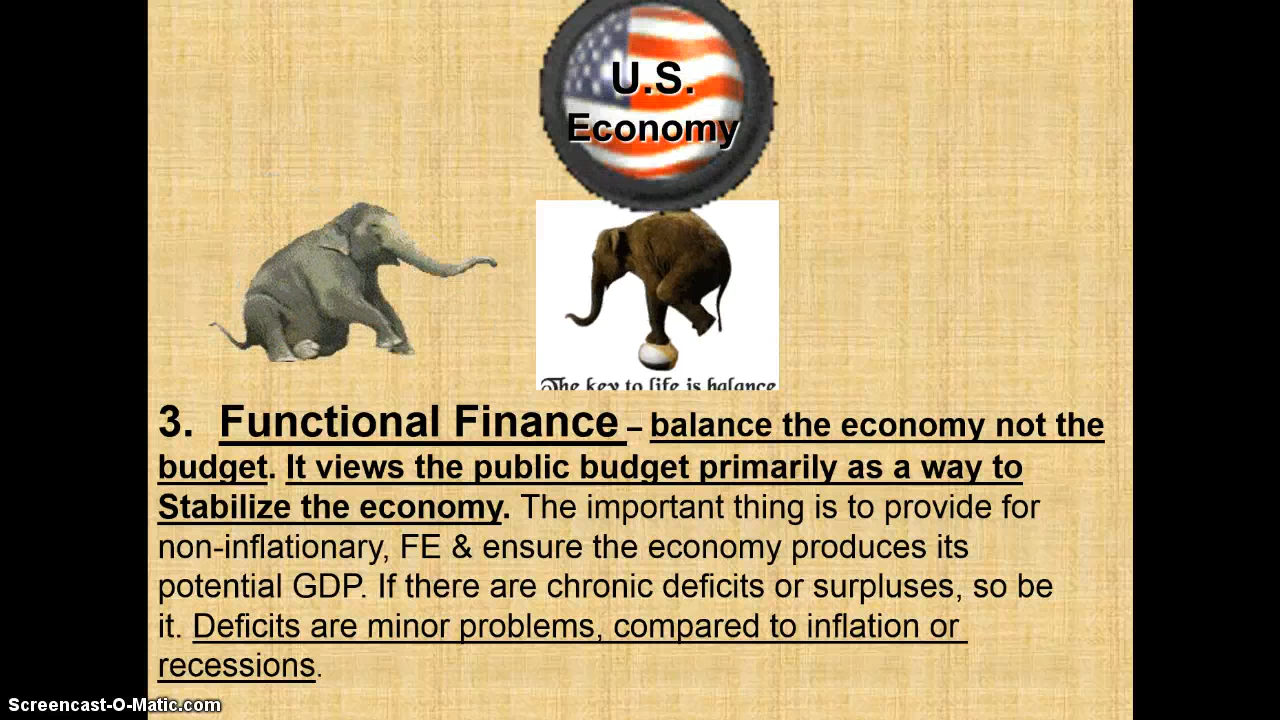 U.S.
Economy
The key to life is balance
3. Functional Finance – balance the economy not the
budget. It views the public budget primarily as a way to
Stabilize the economy. The important thing is to provide for
non-inflationary, FE & ensure the economy produces its
potential GDP. If there are chronic deficits or surpluses, so be
it. Deficits are minor problems, compared to inflation or
recessions.
Screencast-O-Matic.com